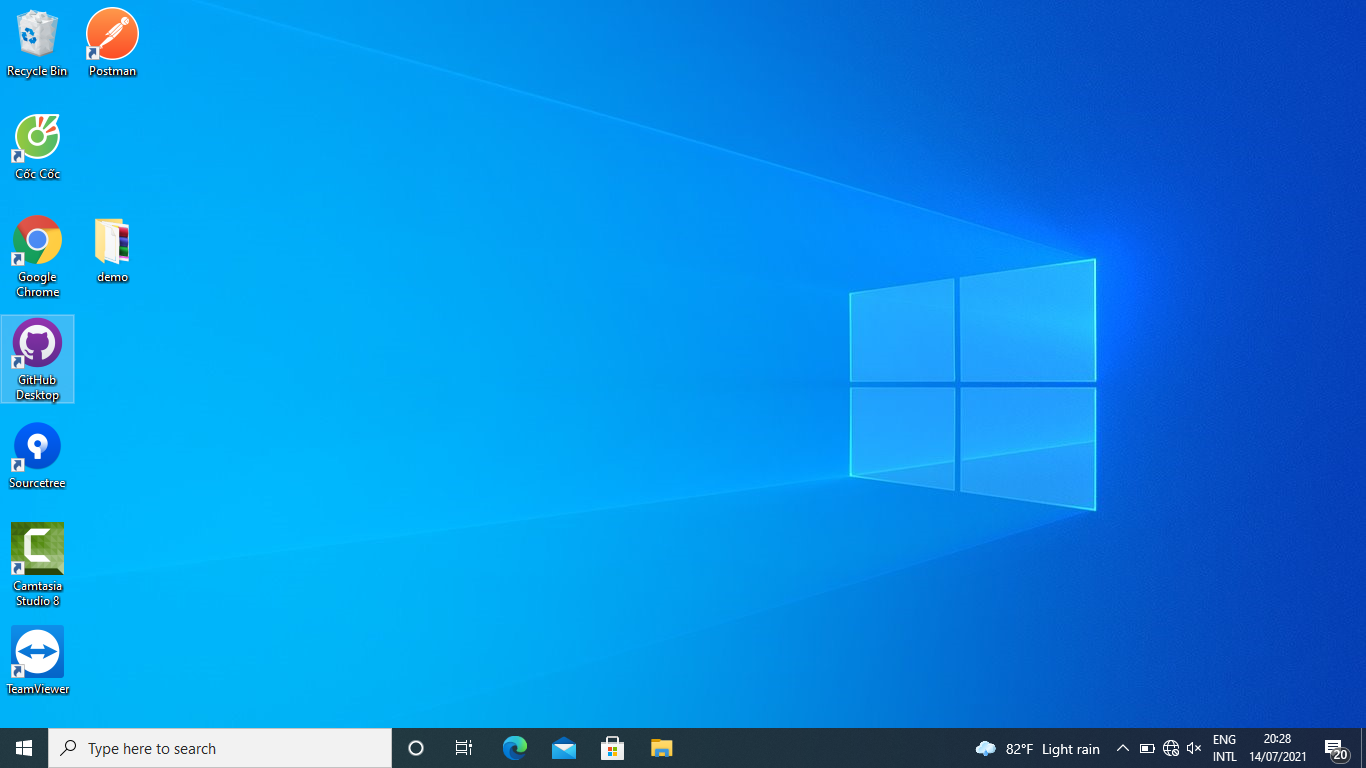 Recycle Bin
Postman
Cốc Cốc
Google
Chrome
demo
GitHub
Desktop
Sourcetree
Camtasia
Studio 8
TeamViewer
Type here to search
82°F Light rain
ENG
INTL
20:28
14/07/2021
20